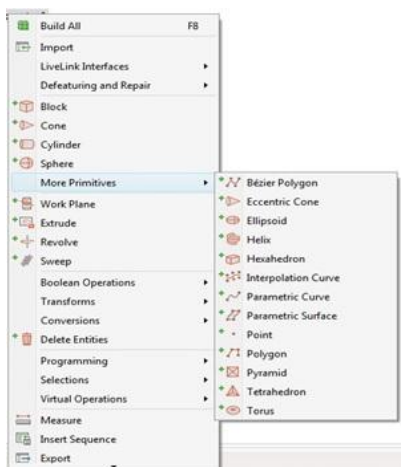 Build All F8
Import
LiveLink Interfaces
Defeaturing and Repair
Block
Cone
Cylinder
Sphere
More Primitives
Work Plane
Extrude
Revolve
Sweep
Boolean Operations
Transforms
Conversions
Delete Entities
Programming
Selections
Virtual Operations
Measure
Insert Sequence
Export
Bézier Polygon
Eccentric Cone
Ellipsoid
Helix
Hexahedron
Interpolation Curve
Parametric Curve
Parametric Surface
Point
Polygon
Pyramid
Tetrahedron
Torus